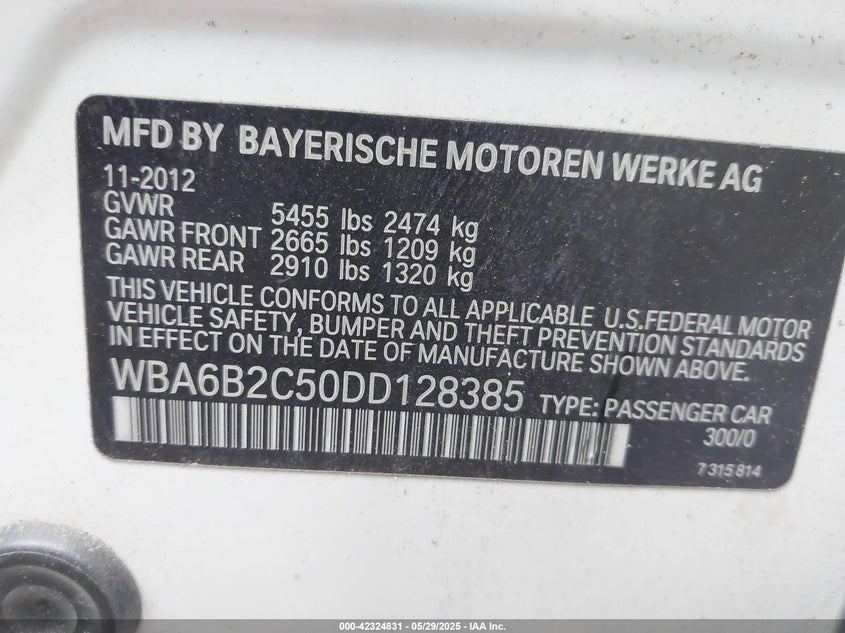 MFD BY BAYERISCHE MOTOREN WERKE AG
11-2012
GVWR 5455 lbs 2474 kg
GAWR FRONT 2665 lbs 1209 kg
GAWR REAR 2910 lbs 1320 kg
THIS VEHICLE CONFORMS TO ALL APPLICABLE U.S.FEDERAL MOTOR
VEHICLE SAFETY, BUMPER AND THEFT PREVENTION STANDARDS
IN EFFECT ON THE DATE OF MANUFACTURE SHOWN ABOVE.
WBA6B2C50DD128385 TYPE: PASSENGER CAR
300/0
7 315 814
000-42324831 - 05/29/2025 - IAA Inc.